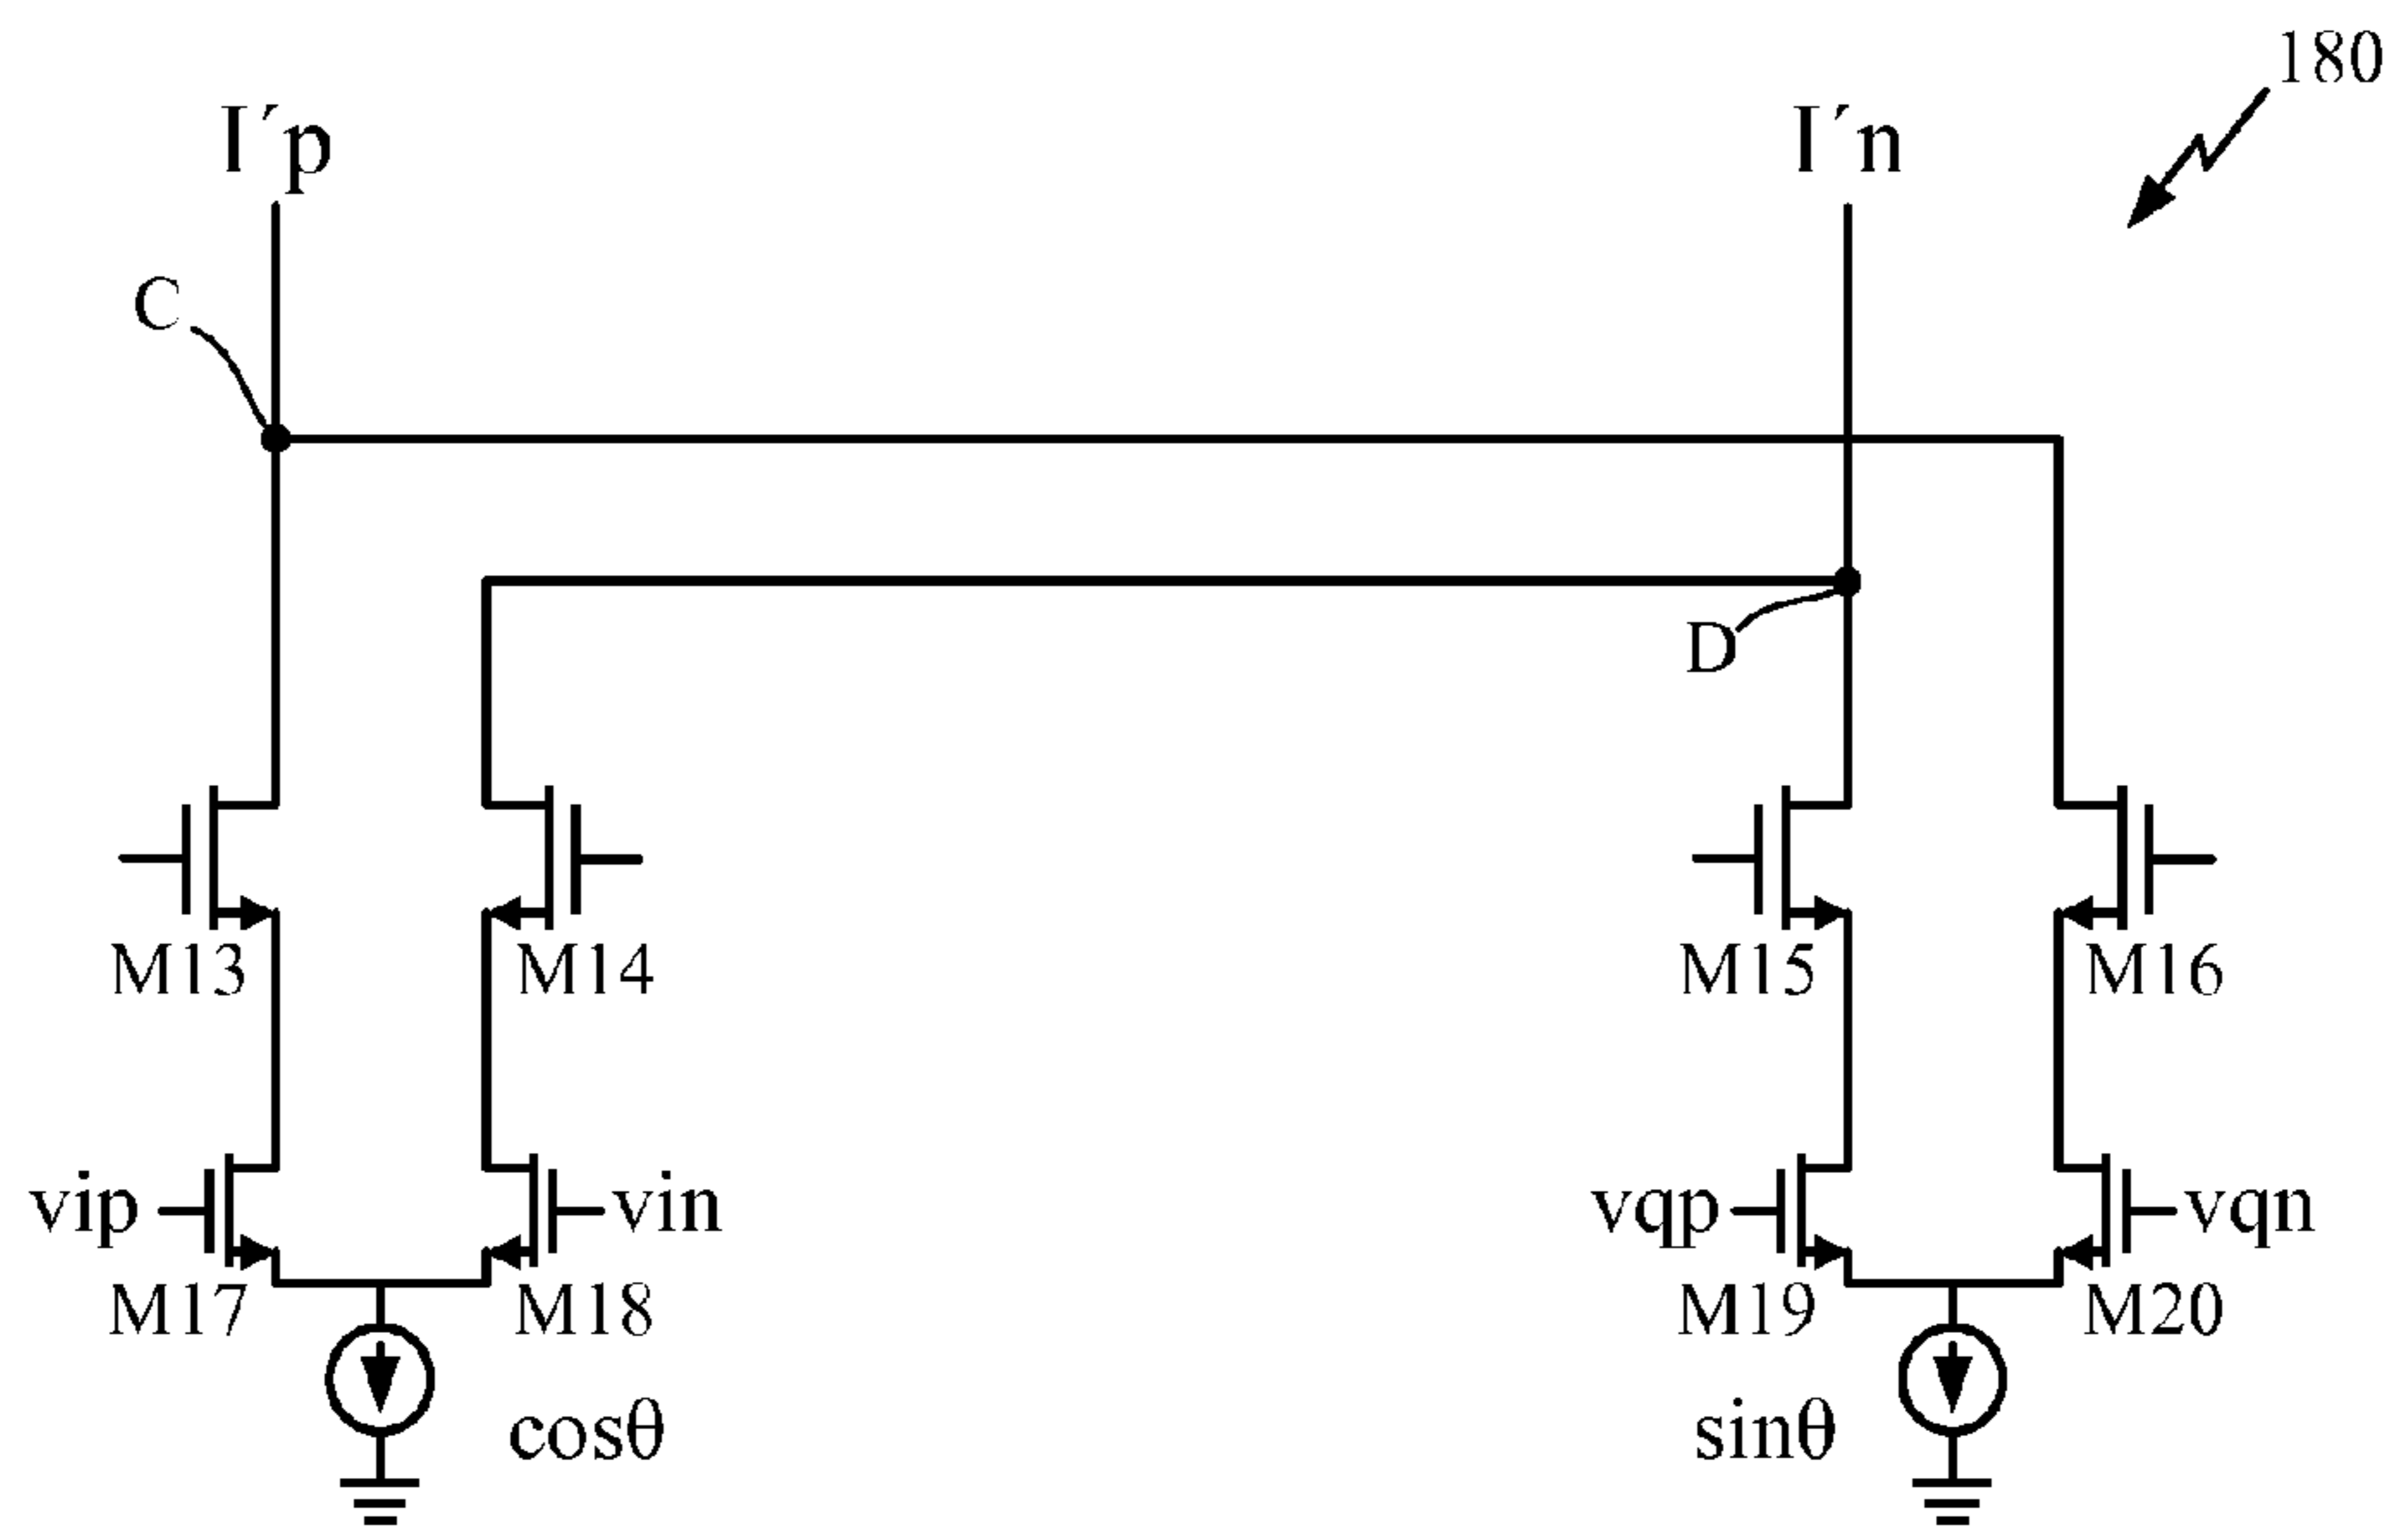 180
I´p
I´n
C
D
M13
M14
M15
M16
vip
vin
vqp
vqn
M17
M18
M19
M20
cosθ
sinθ